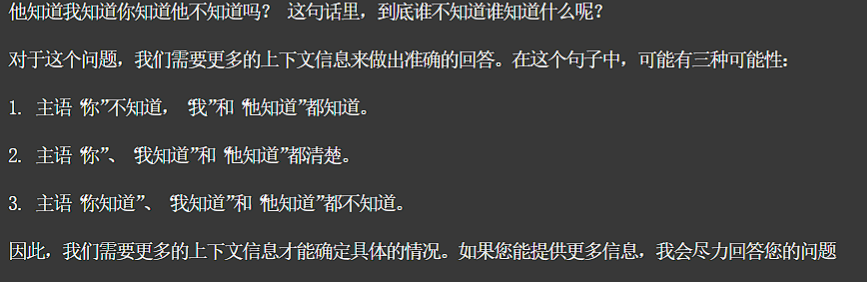 他知道我知道你知道他不知道吗？ 这句话里，到底谁不知道谁知道什么呢？
对于这个问题，我们需要更多的上下文信息来做出准确的回答。在这个句子中，可能有三种可能性：
1. 主语“你”不知道，“我”和“他知道”都知道。
2. 主语“你”、“我知道”和“他知道”都清楚。
3. 主语“你知道”、“我知道”和“他知道”都不知道。
因此，我们需要更多的上下文信息才能确定具体的情况。如果您能提供更多信息，我会尽力回答您的问题